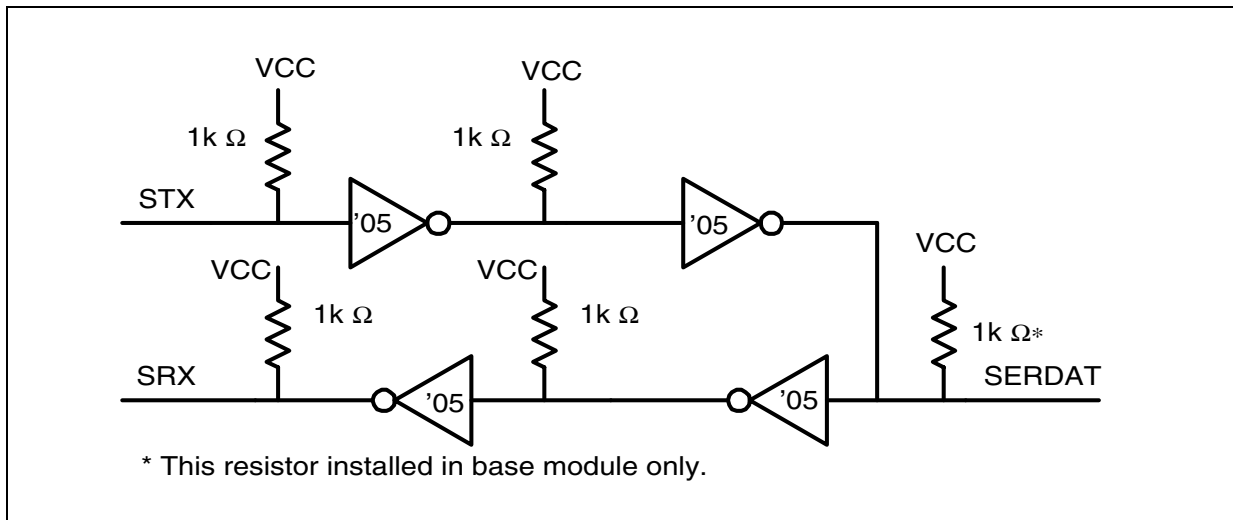 VCC VCC
1k Ω 1k Ω
STX ’05 ’05
VCC
VCC VCC
1k Ω 1k Ω 1k Ω*
SRX ’05 ’05 SERDAT
* This resistor installed in base module only.